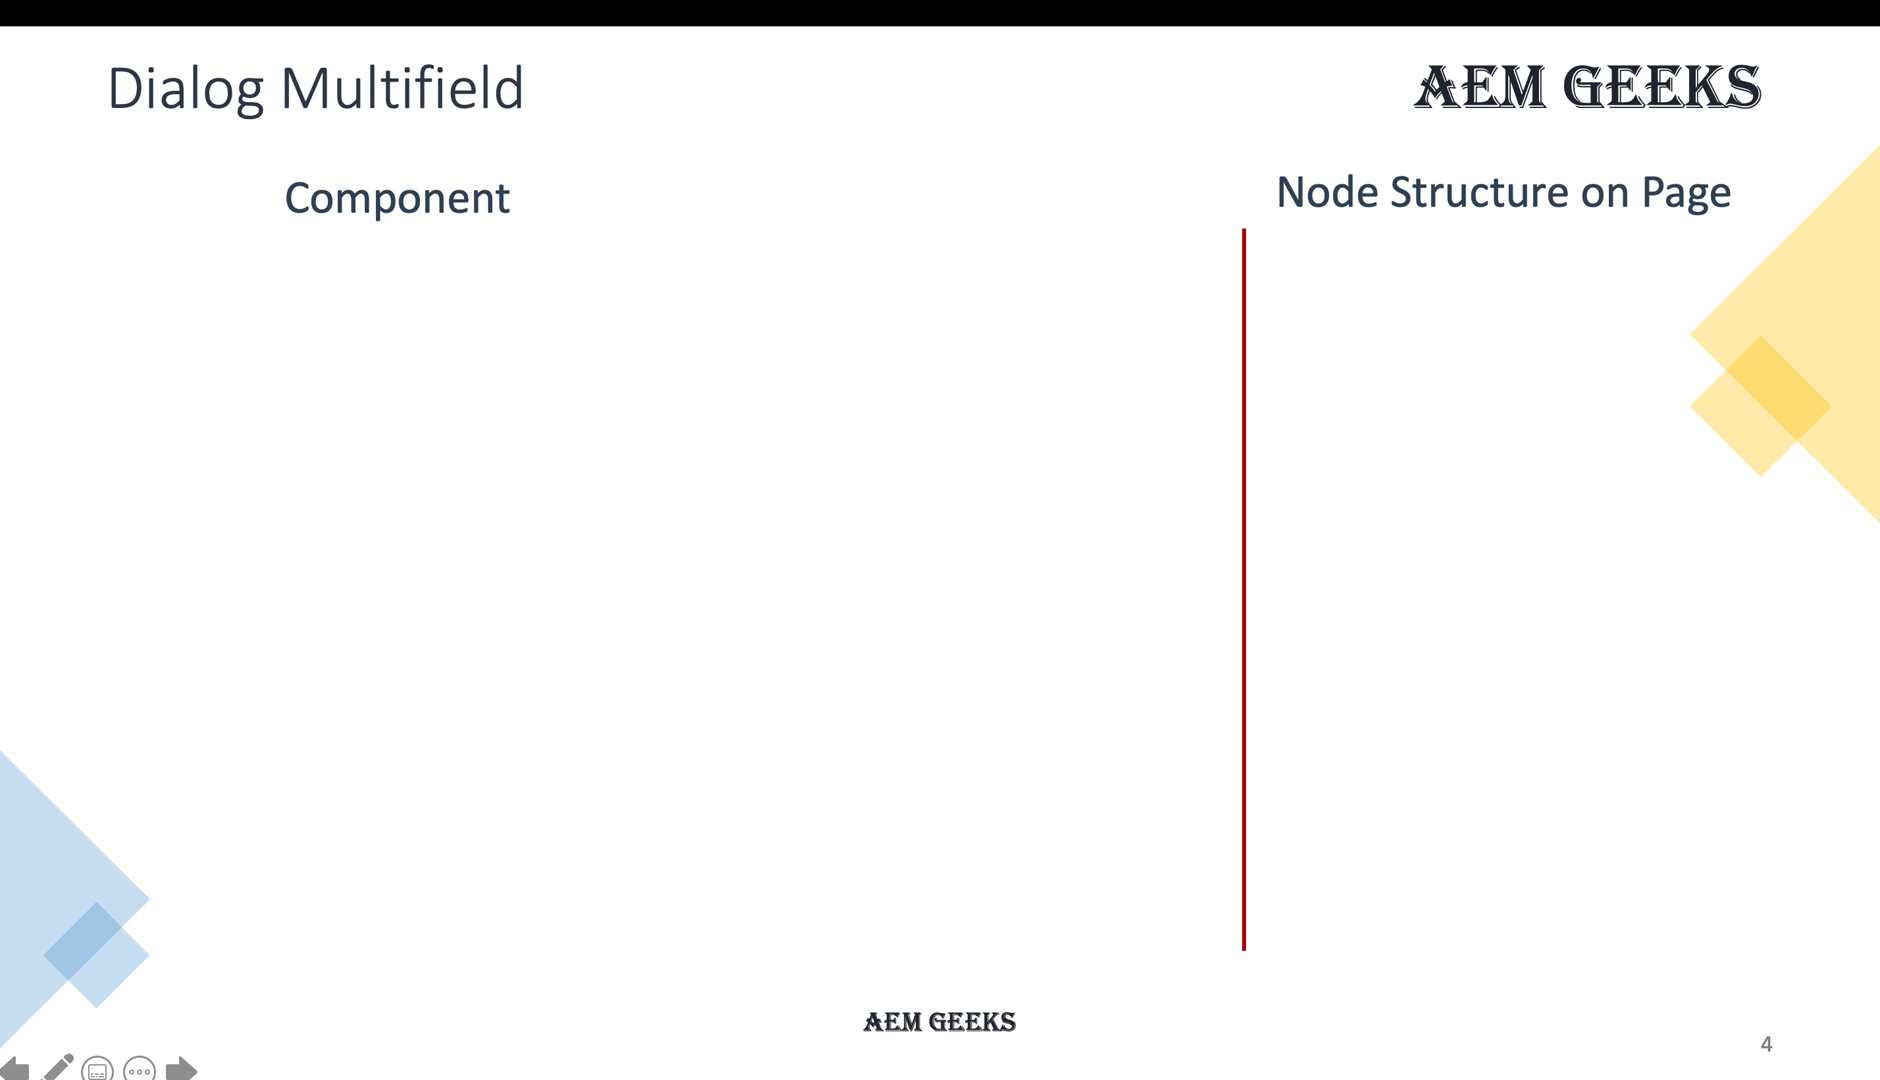 Dialog Multifield
AEM GEEKS
Component
Node Structure on Page
AEM GEEKS
4